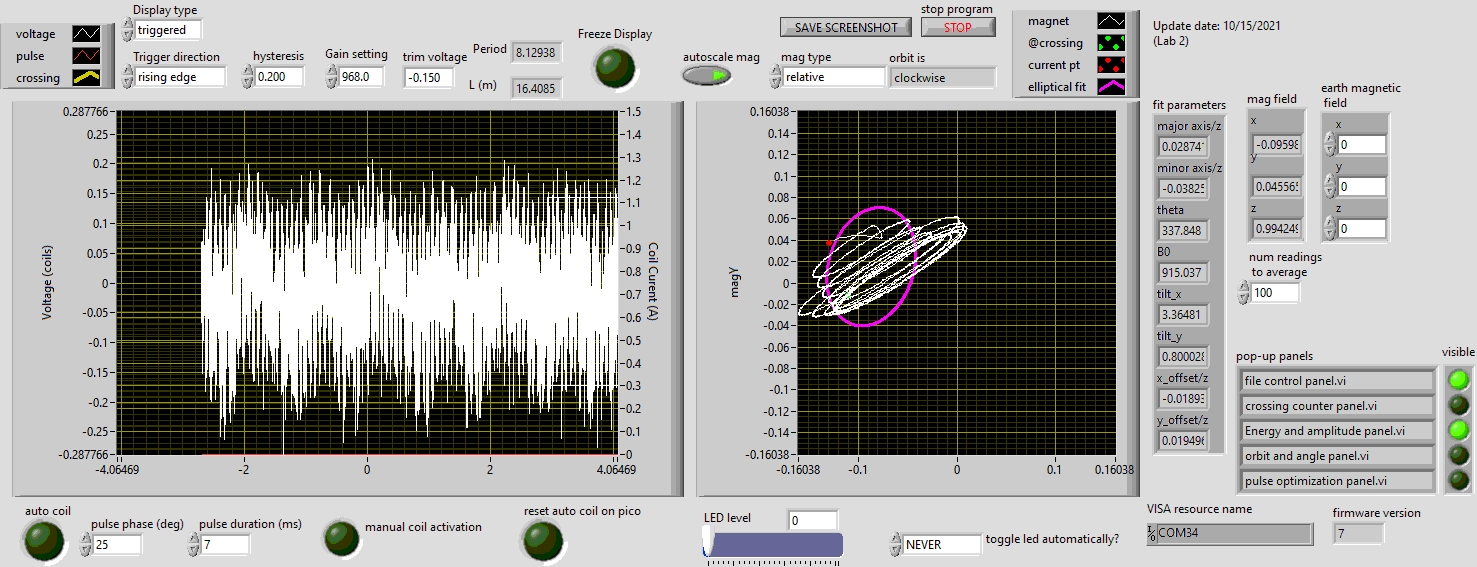 voltage
pulse
crossing
Display type
triggered
Trigger direction
rising edge
hysteresis
0.200
Gain setting
968.0
trim voltage
-0.150
Period
8.12938
L (m)
16.4085
Freeze Display
autoscale mag
SAVE SCREENSHOT
stop program
STOP
mag type
relative
orbit is
clockwise
magnet
@crossing
current pt
elliptical fit
Update date: 10/15/2021
(Lab 2)
Voltage (coils)
0.287766
0.25
0.2
0.15
0.1
0.05
0
-0.05
-0.1
-0.15
-0.2
-0.25
-0.287766
-4.06469
-2
0
2
4.06469
1.5
1.4
1.3
1.2
1.1
1
0.9
0.8
0.7
0.6
0.5
0.4
0.3
0.2
0.1
0
Coil Curent (A)
magY
0.16038
0.14
0.12
0.1
0.08
0.06
0.04
0.02
0
-0.02
-0.04
-0.06
-0.08
-0.1
-0.12
-0.14
-0.16038
-0.16038
-0.1
0
0.1
0.16038
fit parameters
major axis/z
0.02874
minor axis/z
-0.0382
theta
337.848
B0
915.037
tilt_x
3.36481
tilt_y
0.80002
x_offset/z
-0.0189
y_offset/z
0.01949
mag field
x
-0.0959
y
0.04556
z
0.99424
earth magnetic
field
x
0
y
0
z
0
num readings
to average
100
pop-up panels
visible
file control panel.vi
crossing counter panel.vi
Energy and amplitude panel.vi
orbit and angle panel.vi
pulse optimization panel.vi
auto coil
pulse phase (deg)
25
pulse duration (ms)
7
manual coil activation
reset auto coil on pico
LED level
0
NEVER
toggle led automatically?
VISA resource name
COM34
firmware version
7